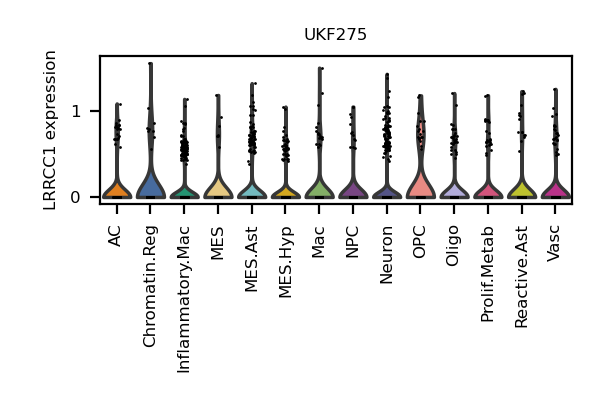 UKF275
LRRCC1 expression
1
0
AC
Chromatin.Reg
Inflammatory.Mac
MES
MES.Ast
MES.Hyp
Mac
NPC
Neuron
OPC
Oligo
Prolif.Metab
Reactive.Ast
Vasc